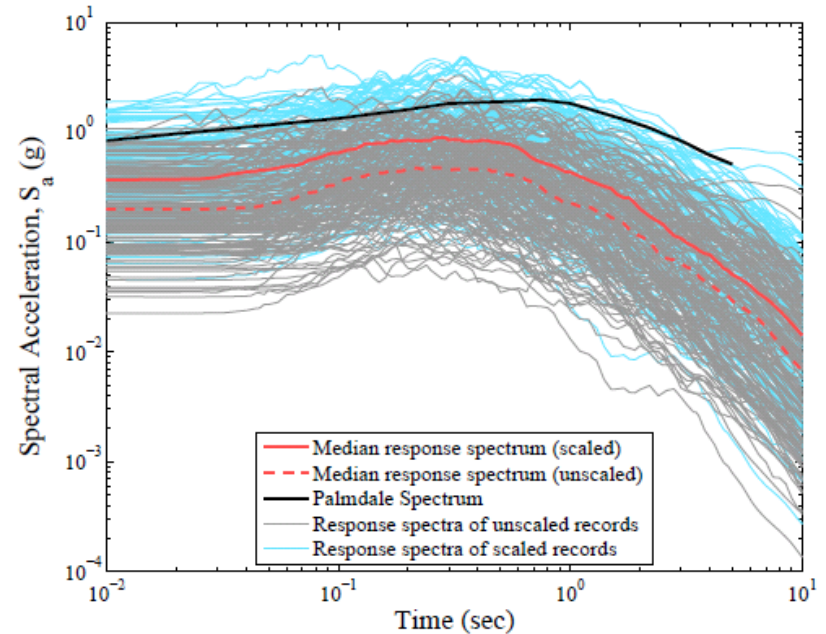 10^1
10^0
10^-1
10^-2
10^-3
10^-4
Spectral Acceleration, S_a (g)
Median response spectrum (scaled)
Median response spectrum (unscaled)
Palmdale Spectrum
Response spectra of unscaled records
Response spectra of scaled records
10^-2 10^-1 10^0 10^1
Time (sec)